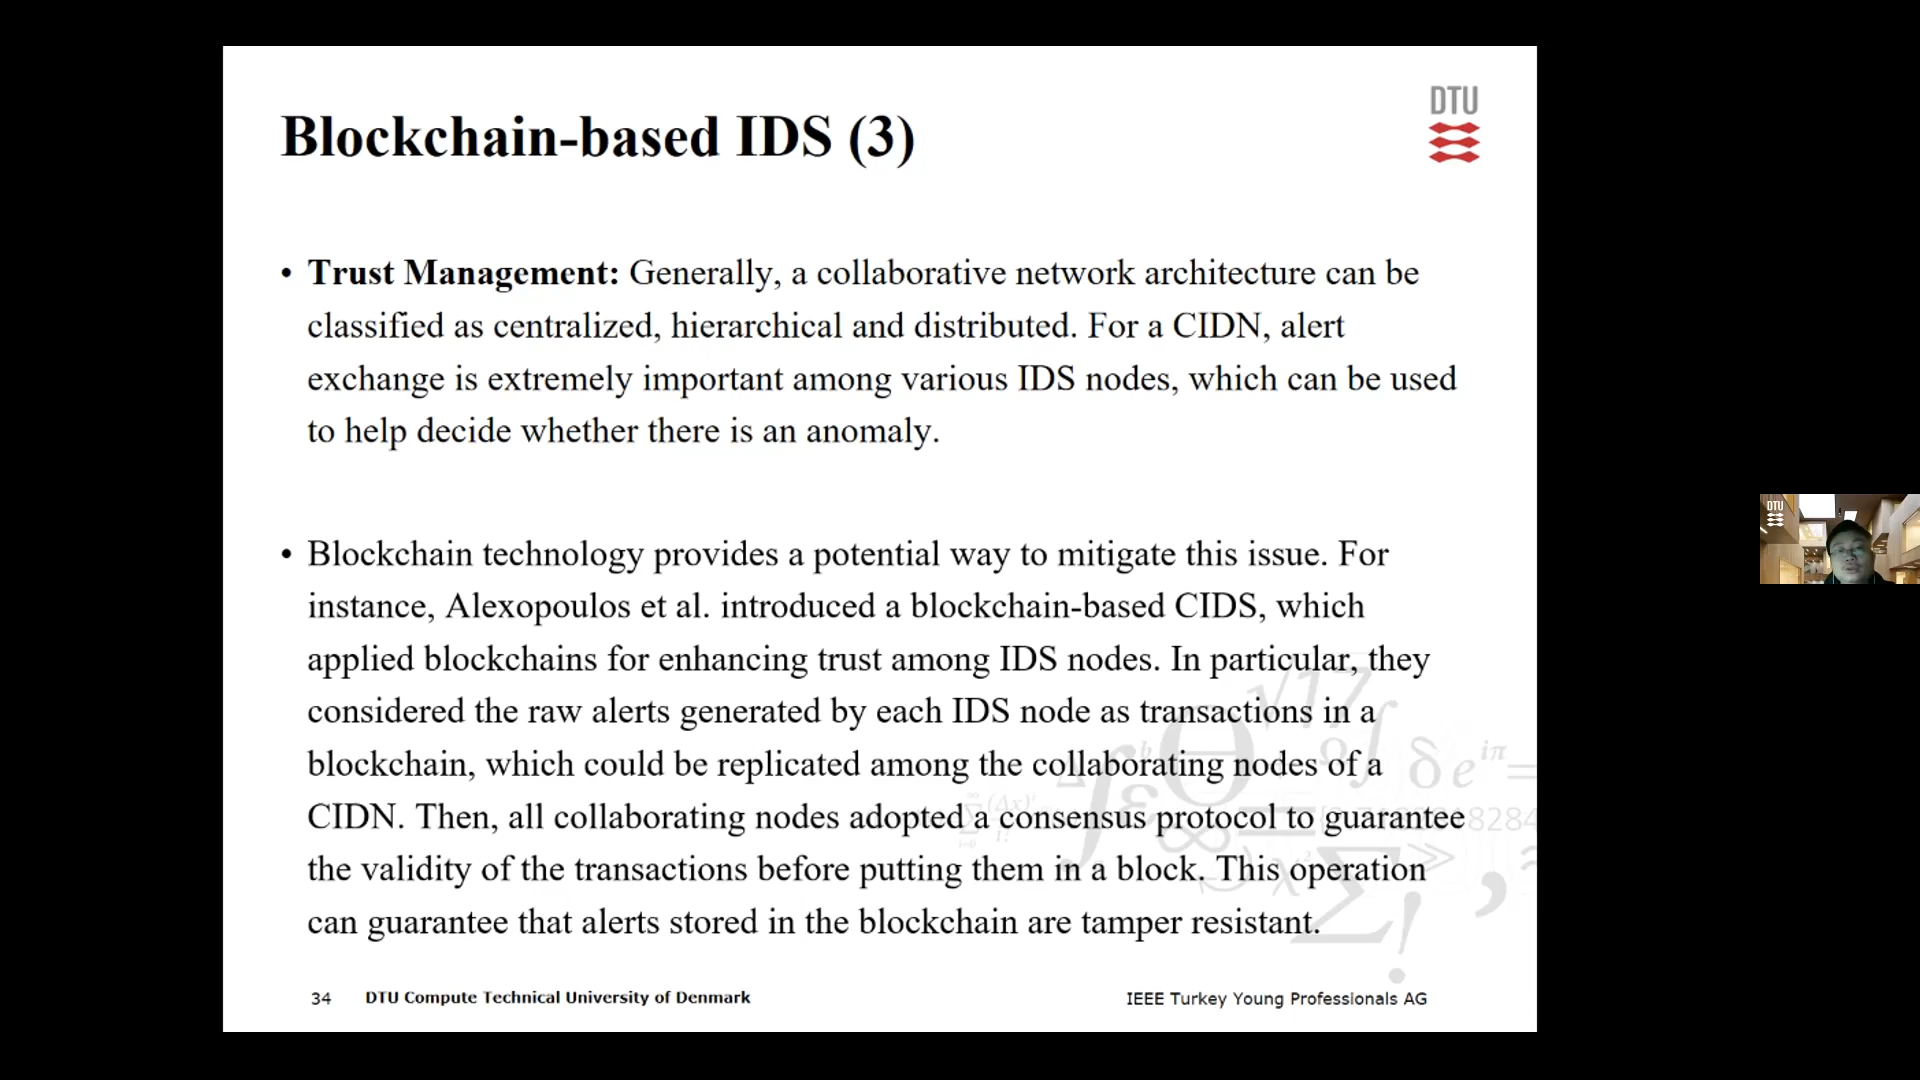 Blockchain-based IDS (3)
DTU
• Trust Management: Generally, a collaborative network architecture can be
classified as centralized, hierarchical and distributed. For a CIDN, alert
exchange is extremely important among various IDS nodes, which can be used
to help decide whether there is an anomaly.
• Blockchain technology provides a potential way to mitigate this issue. For
instance, Alexopoulos et al. introduced a blockchain-based CIDS, which
applied blockchains for enhancing trust among IDS nodes. In particular, they
considered the raw alerts generated by each IDS node as transactions in a
blockchain, which could be replicated among the collaborating nodes of a
CIDN. Then, all collaborating nodes adopted a consensus protocol to guarantee
the validity of the transactions before putting them in a block. This operation
can guarantee that alerts stored in the blockchain are tamper resistant.
34 DTU Compute Technical University of Denmark
IEEE Turkey Young Professionals AG
DTU